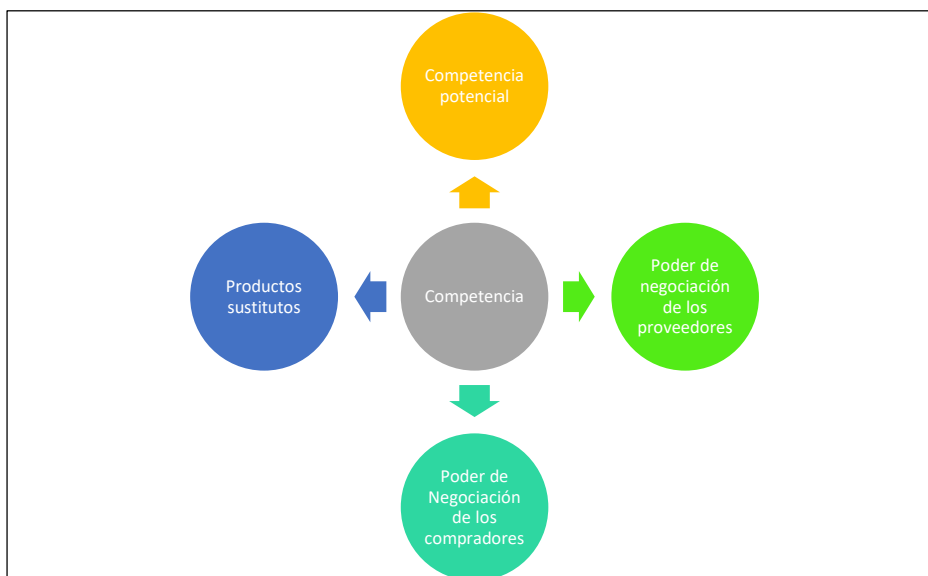 Competencia
potencial
Productos
sustitutos
Competencia
Poder de
negociación
de los
proveedores
Poder de
Negociación
de los
compradores